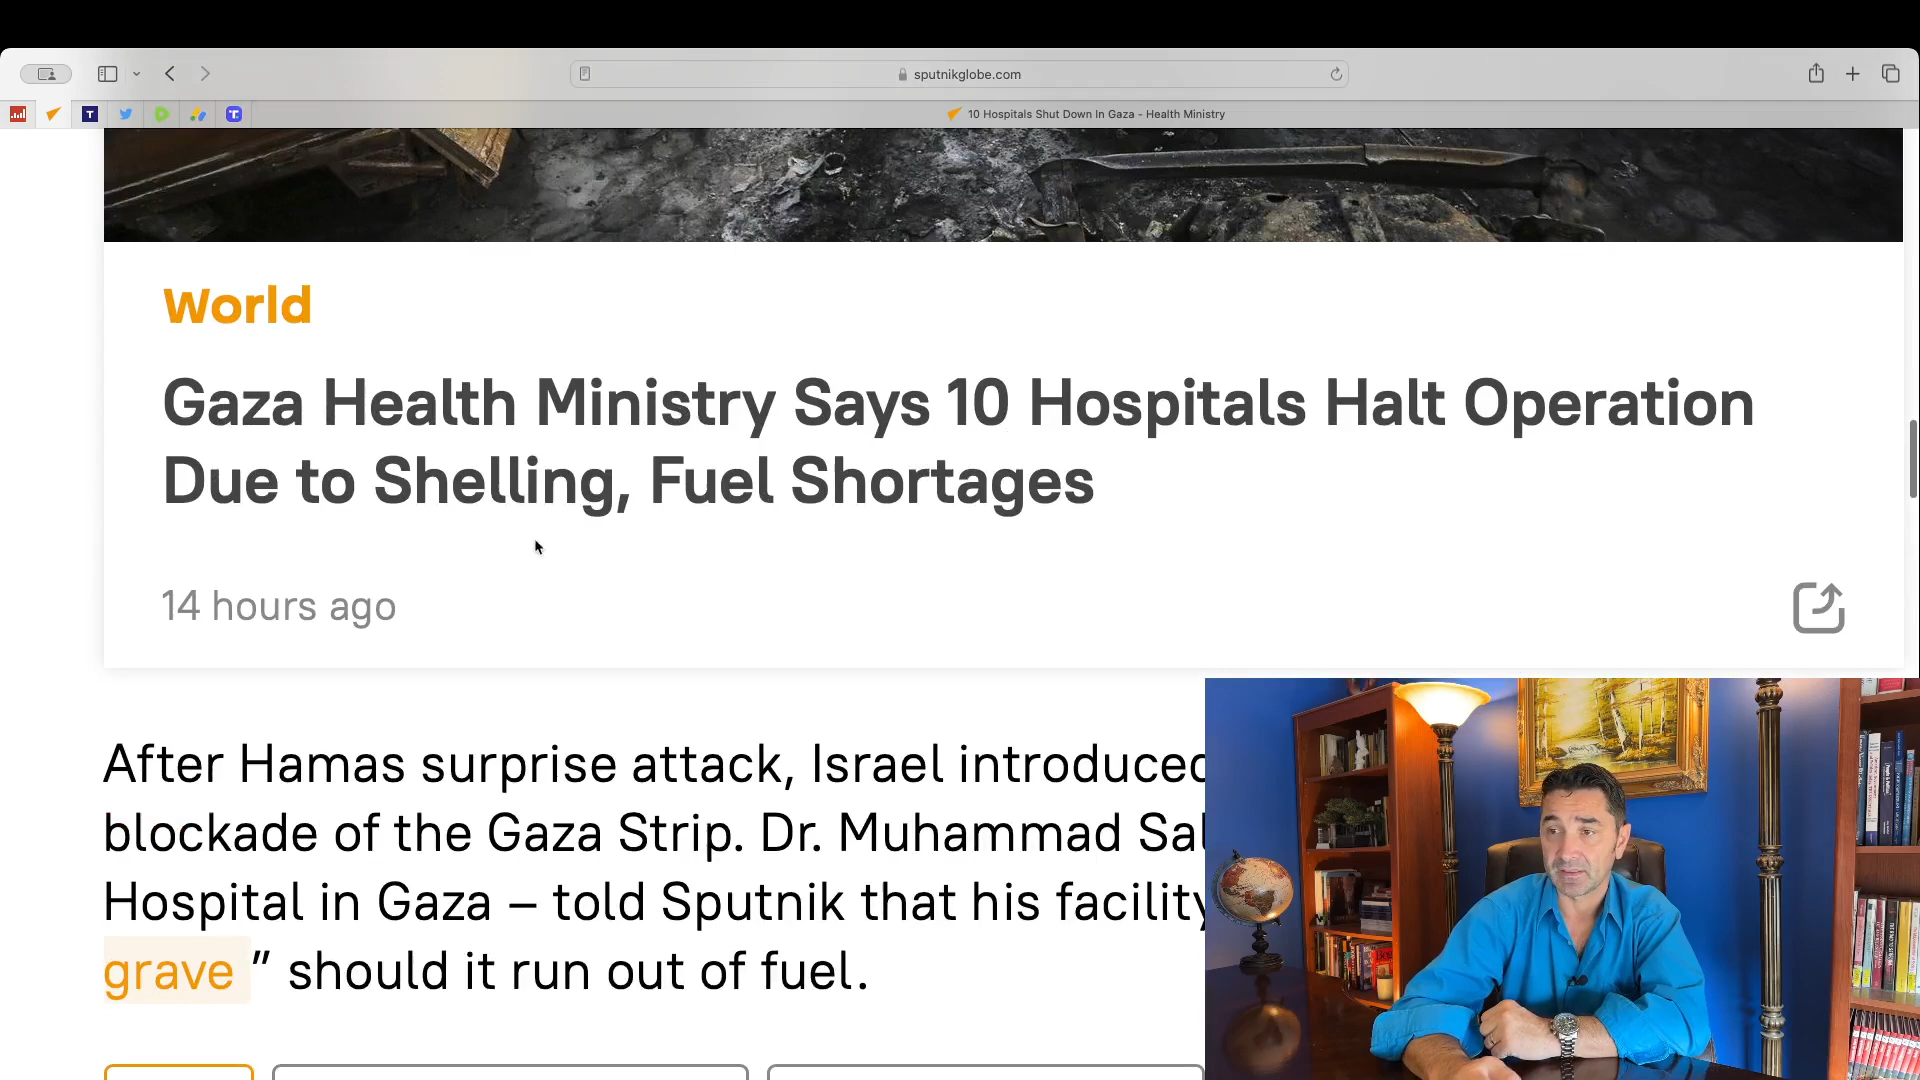 sputnikglobe.com
10 Hospitals Shut Down In Gaza - Health Ministry
World
Gaza Health Ministry Says 10 Hospitals Halt Operation
Due to Shelling, Fuel Shortages
14 hours ago
After Hamas surprise attack, Israel introduced
blockade of the Gaza Strip. Dr. Muhammad Sal
Hospital in Gaza – told Sputnik that his facility
grave ” should it run out of fuel.